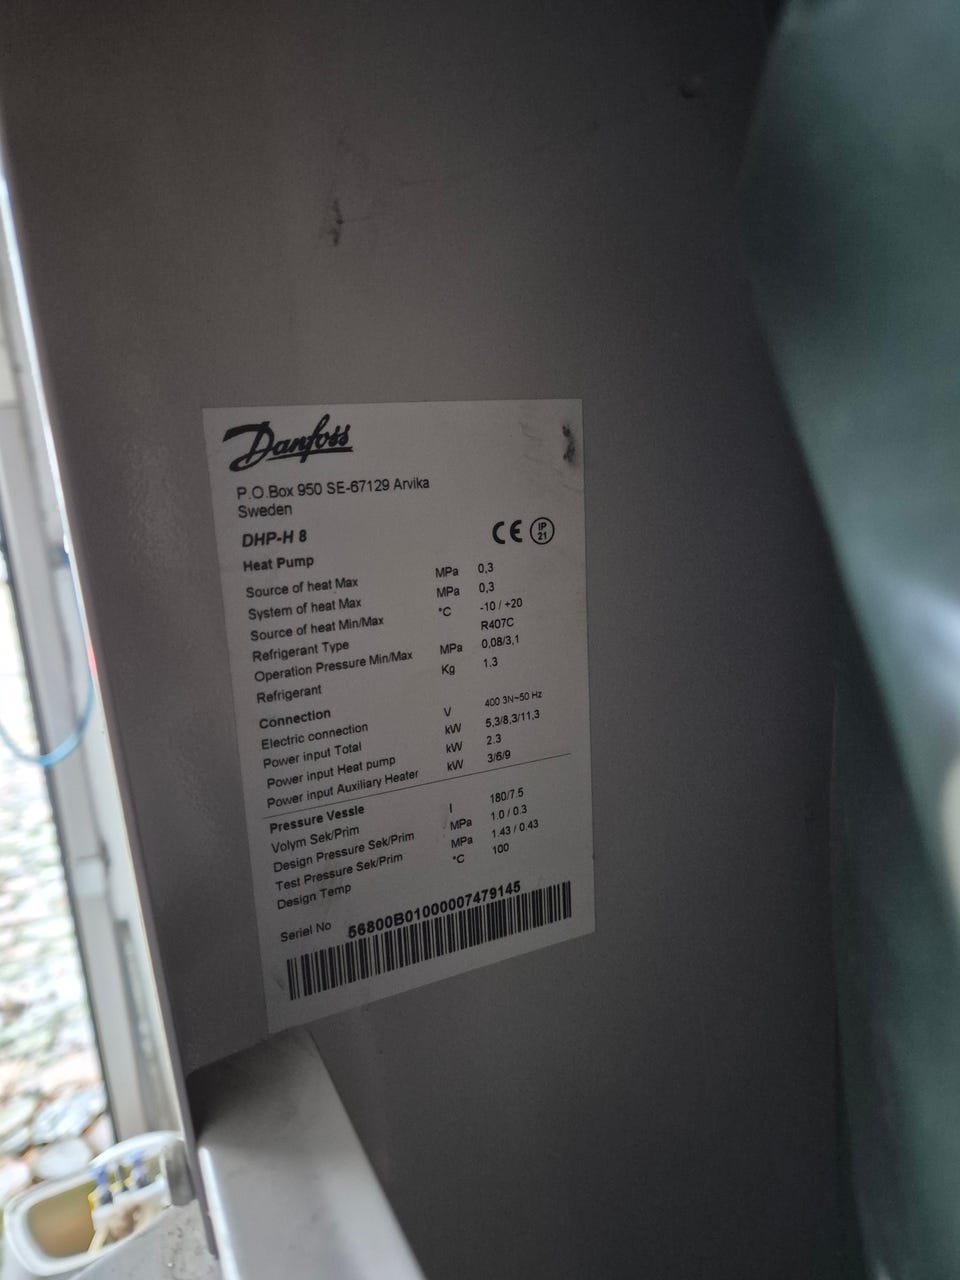 Danfoss
P.O.Box 950 SE-67129 Arvika
Sweden
DHP-H 8
CE IP 21
Heat Pump
Source of heat Max MPa 0,3
System of heat Max MPa 0,3
Source of heat Min/Max °C -10 / +20
Refrigerant Type R407C
Operation Pressure Min/Max MPa 0,08/3,1
Refrigerant Kg 1.3
Connection
Electric connection V 400 3N~50 Hz
Power input Total kW 5,3/8,3/11,3
Power input Heat pump kW 2.3
Power input Auxiliary Heater kW 3/6/9
Pressure Vessle
Volym Sek/Prim l 180/7.5
Design Pressure Sek/Prim MPa 1.0 / 0.3
Test Pressure Sek/Prim MPa 1.43 / 0.43
Design Temp °C 100
Serial No 56800B01000007479145